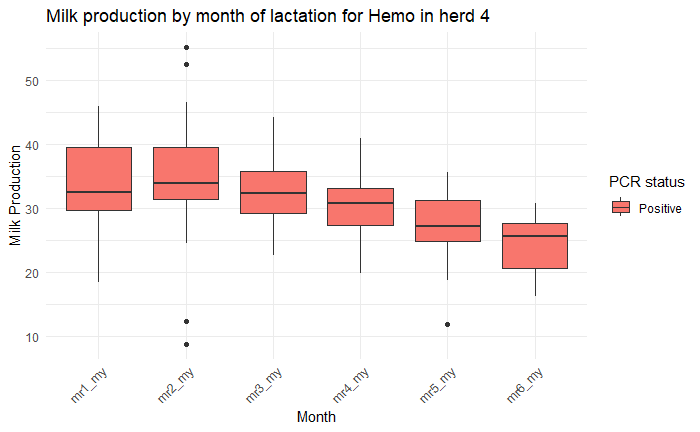 Milk production by month of lactation for Hemo in herd 4
Milk Production
50
40
30
20
10
mr1_my
mr2_my
mr3_my
mr4_my
mr5_my
mr6_my
Month
PCR status
Positive